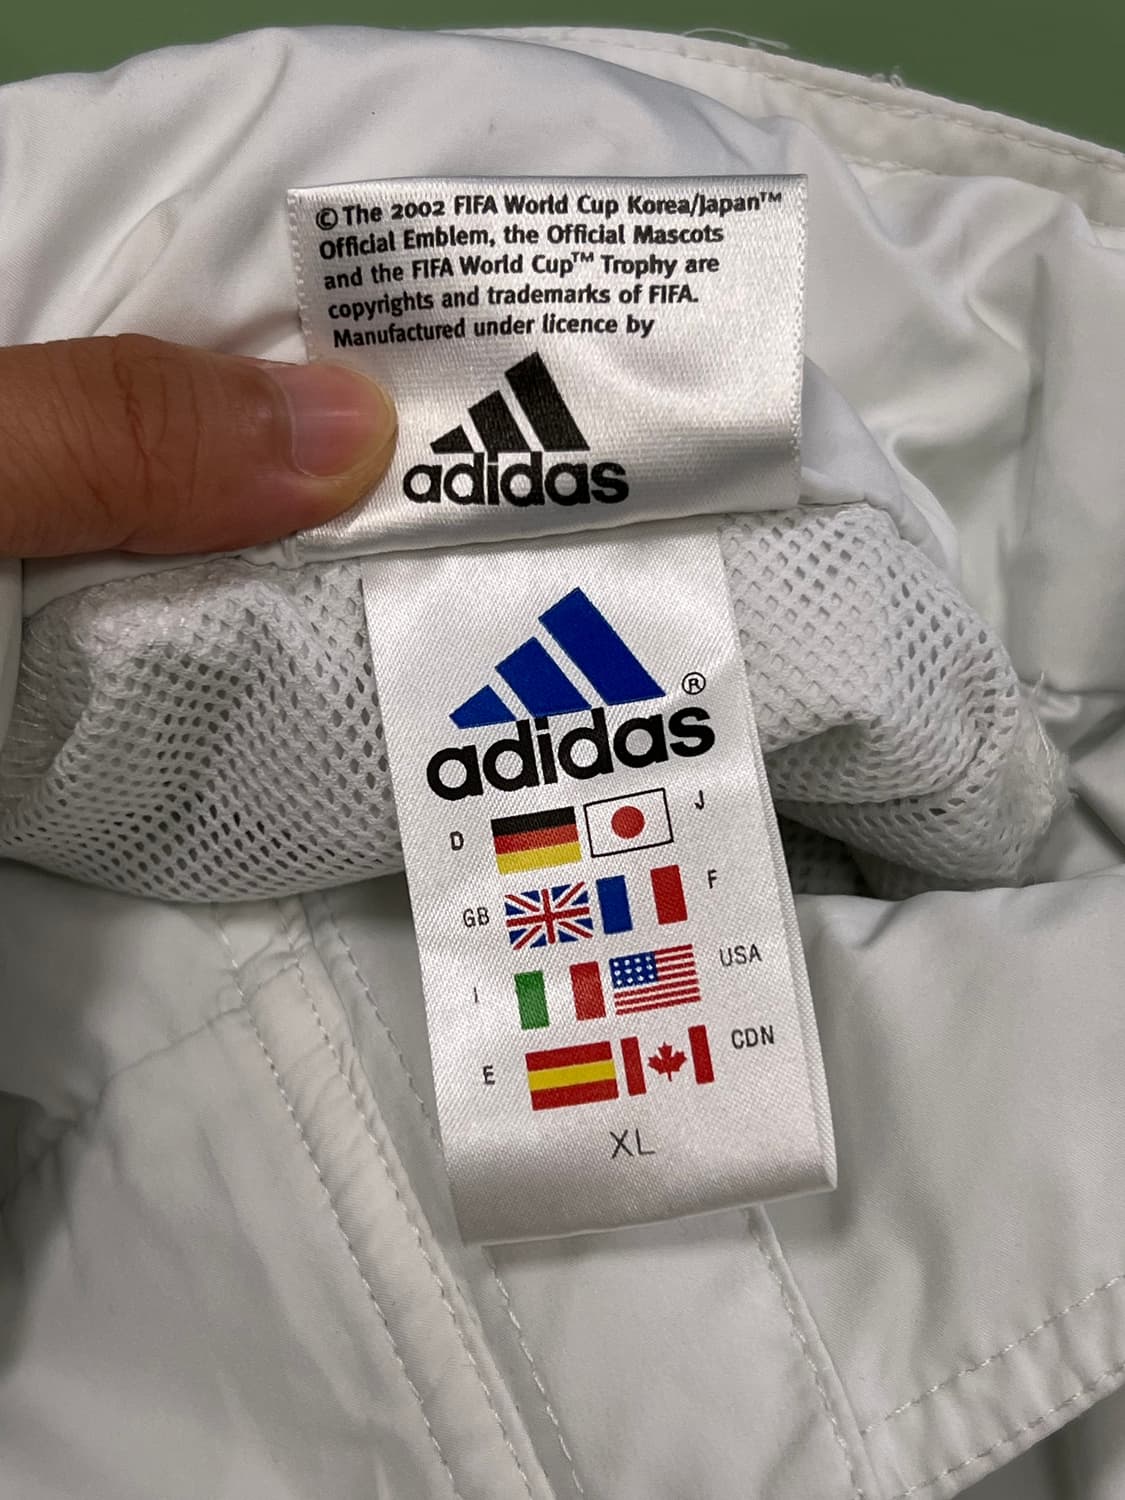 © The 2002 FIFA World Cup Korea/Japan™
Official Emblem, the Official Mascots
and the FIFA World Cup™ Trophy are
copyrights and trademarks of FIFA.
Manufactured under licence by
adidas
adidas ®
D J
GB F
I USA
E CDN
XL